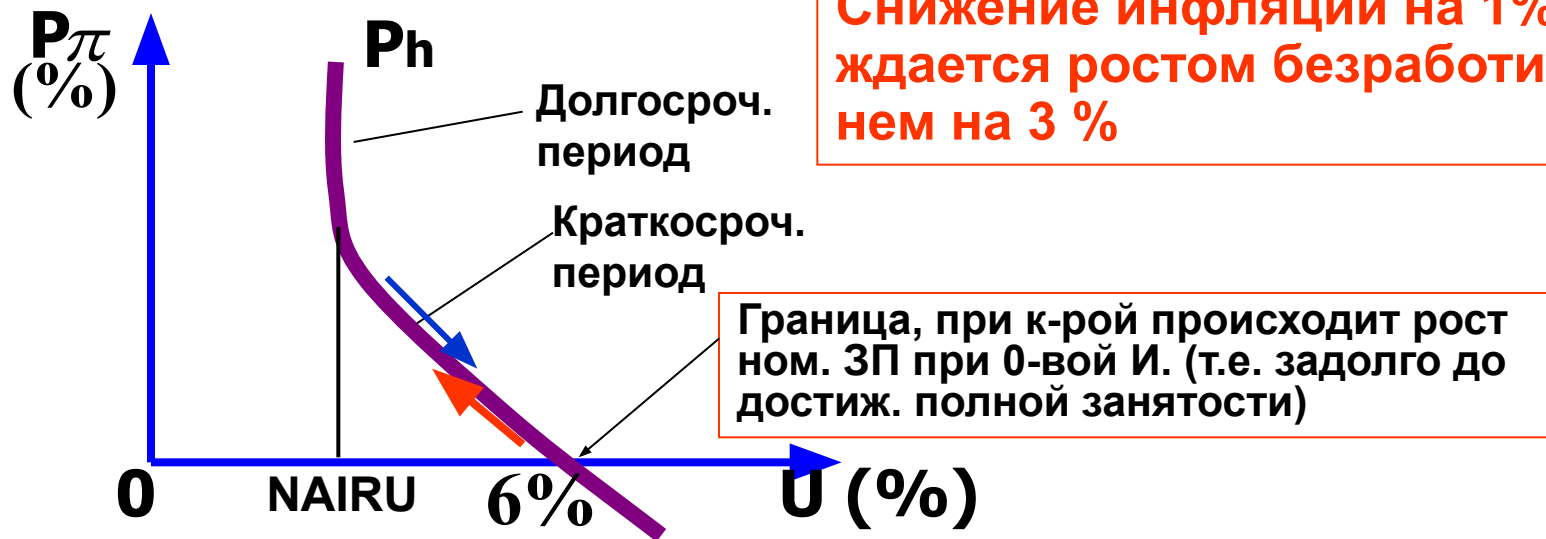 Pπ
(%)
Ph
Снижение инфляции на 1%
ждается ростом безработи
нем на 3 %
Долгосроч.
период
Краткосроч.
период
Граница, при к-рой происходит рост
ном. ЗП при 0-вой И. (т.е. задолго до
достиж. полной занятости)
0
NAIRU
6%
U (%)